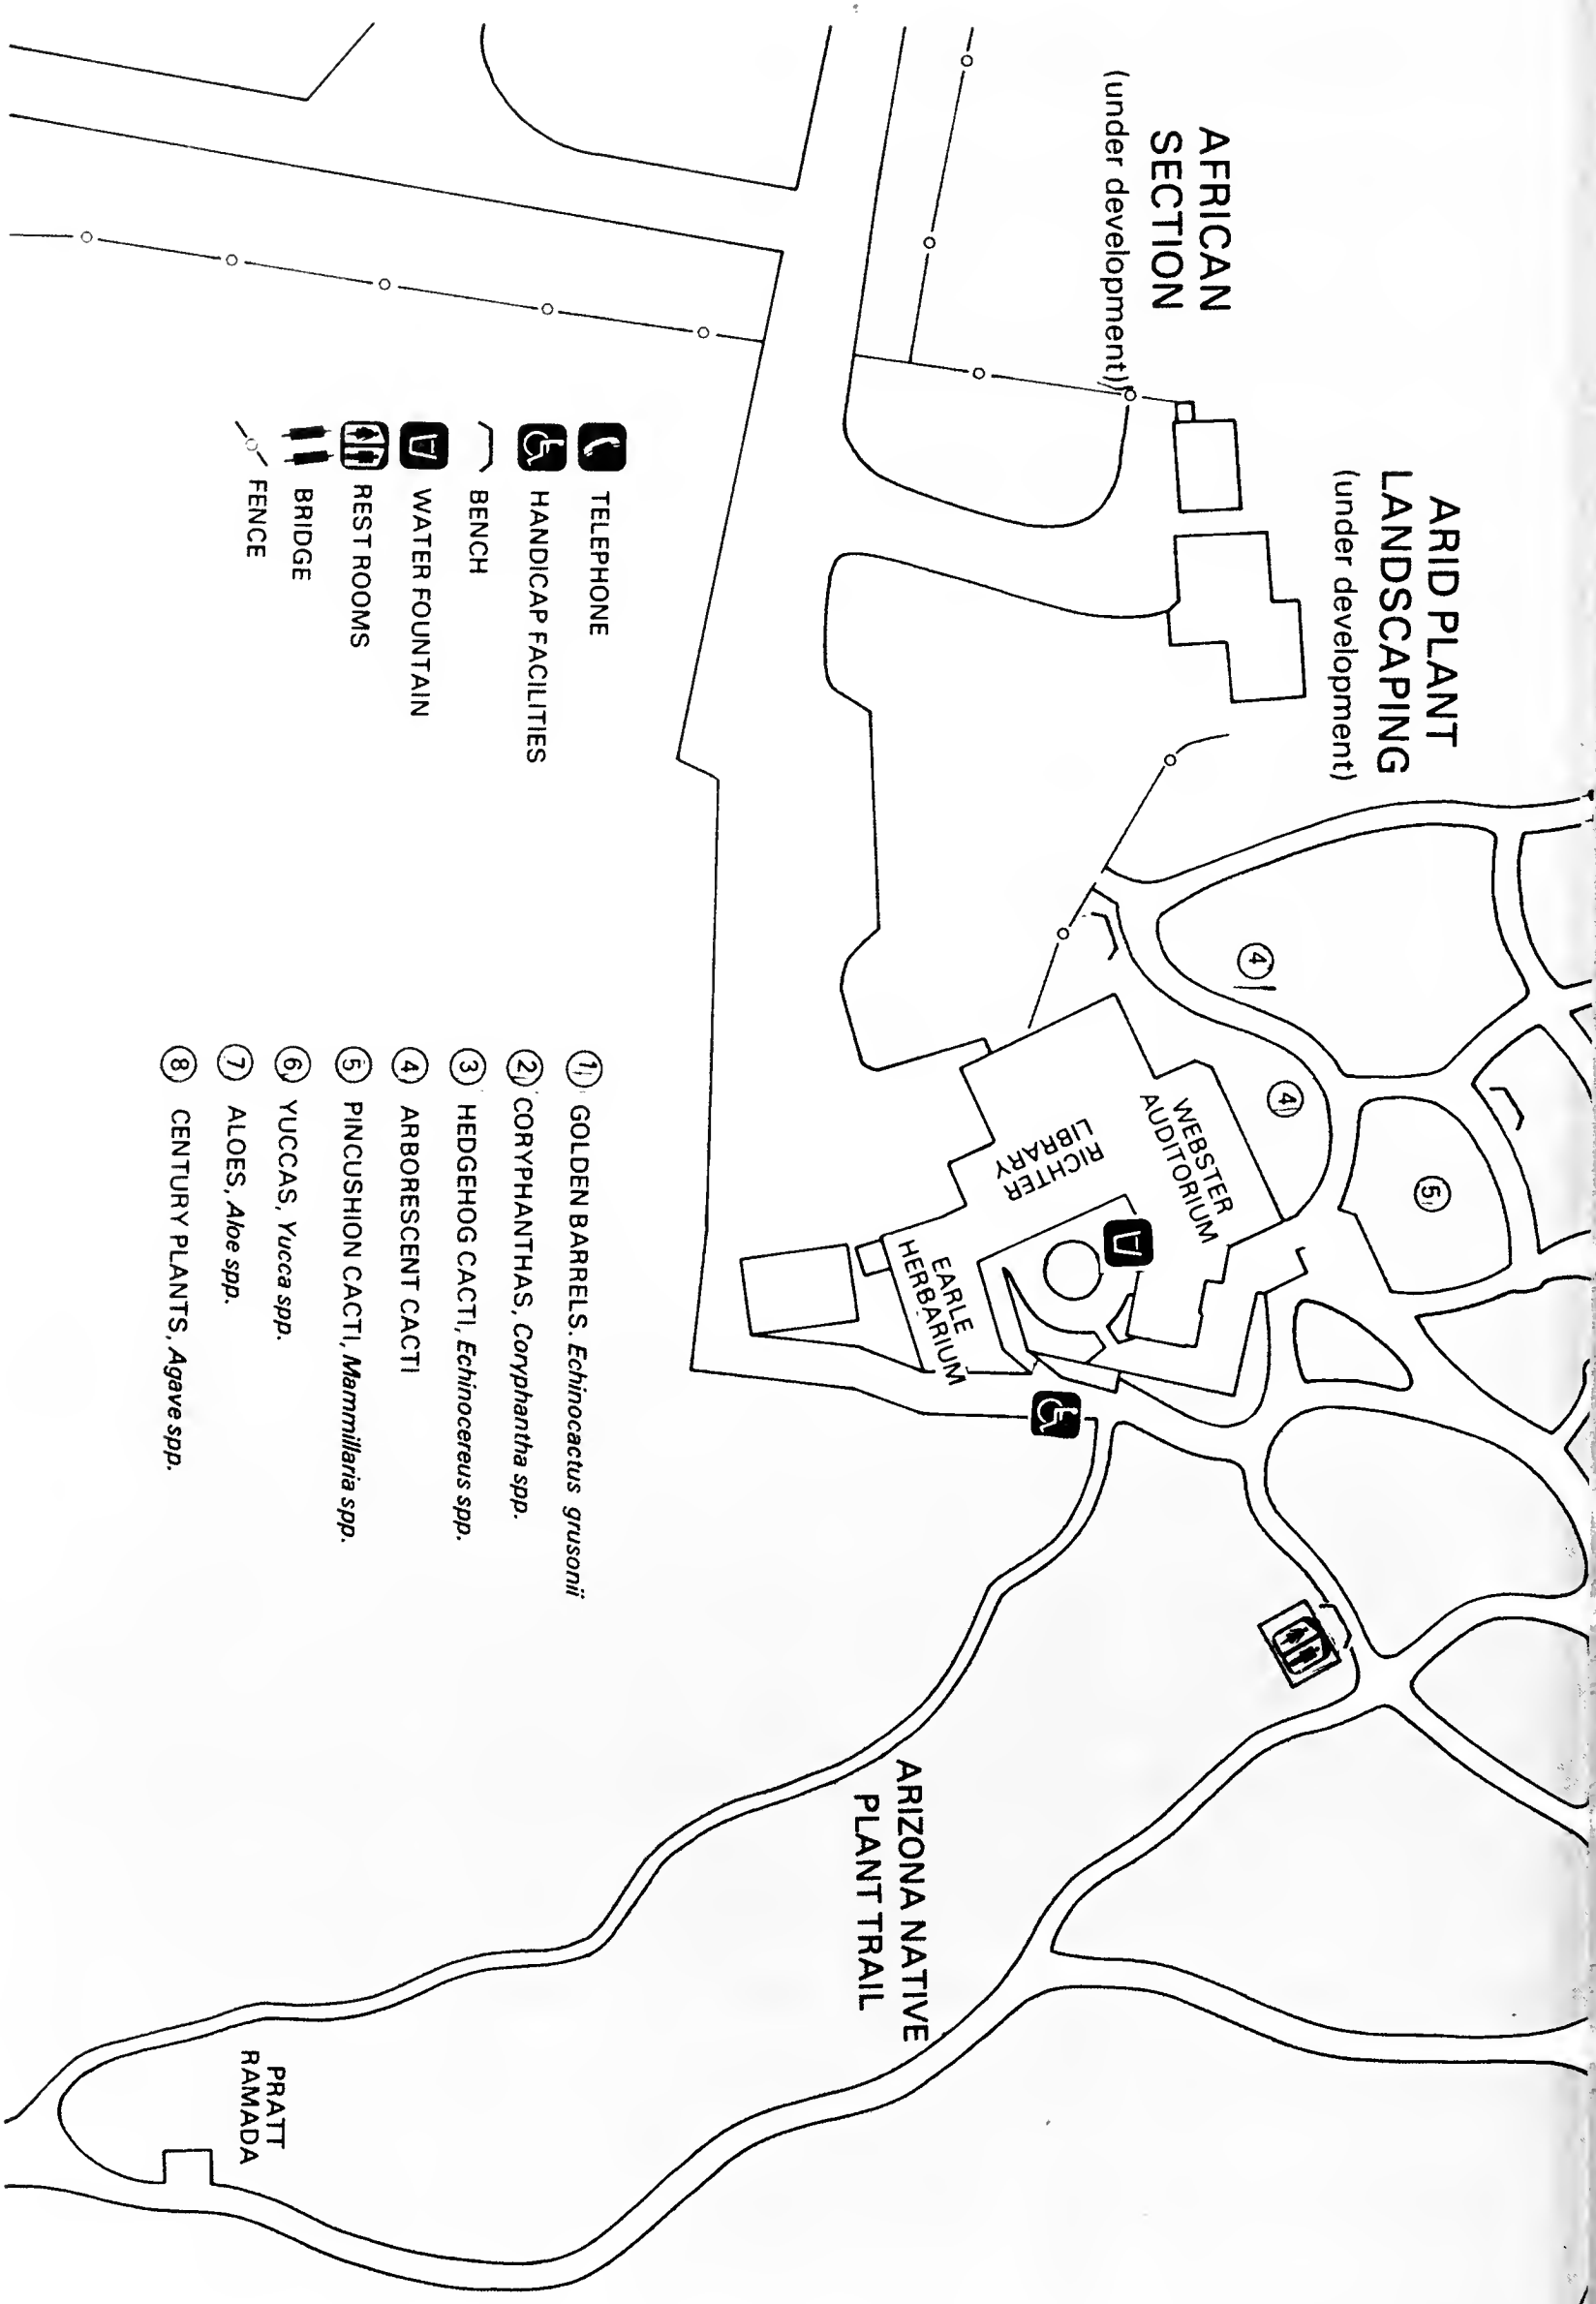 AFRICAN
SECTION
(under development)
ARID PLANT
LANDSCAPING
(under development)
TELEPHONE
HANDICAP FACILITIES
BENCH
WATER FOUNTAIN
REST ROOMS
BRIDGE
FENCE
4
4
5
WEBSTER
AUDITORIUM
RICHTER
LIBRARY
EARLE
HERBARIUM
1 GOLDEN BARRELS. Echinocactus grusonii
2 CORYPHANTHAS, Coryphantha spp.
3 HEDGEHOG CACTI, Echinocereus spp.
4 ARBORESCENT CACTI
5 PINCUSHION CACTI, Mammillaria spp.
6 YUCCAS, Yucca spp.
7 ALOES, Aloe spp.
8 CENTURY PLANTS, Agave spp.
ARIZONA NATIVE
PLANT TRAIL
PRATT
RAMADA